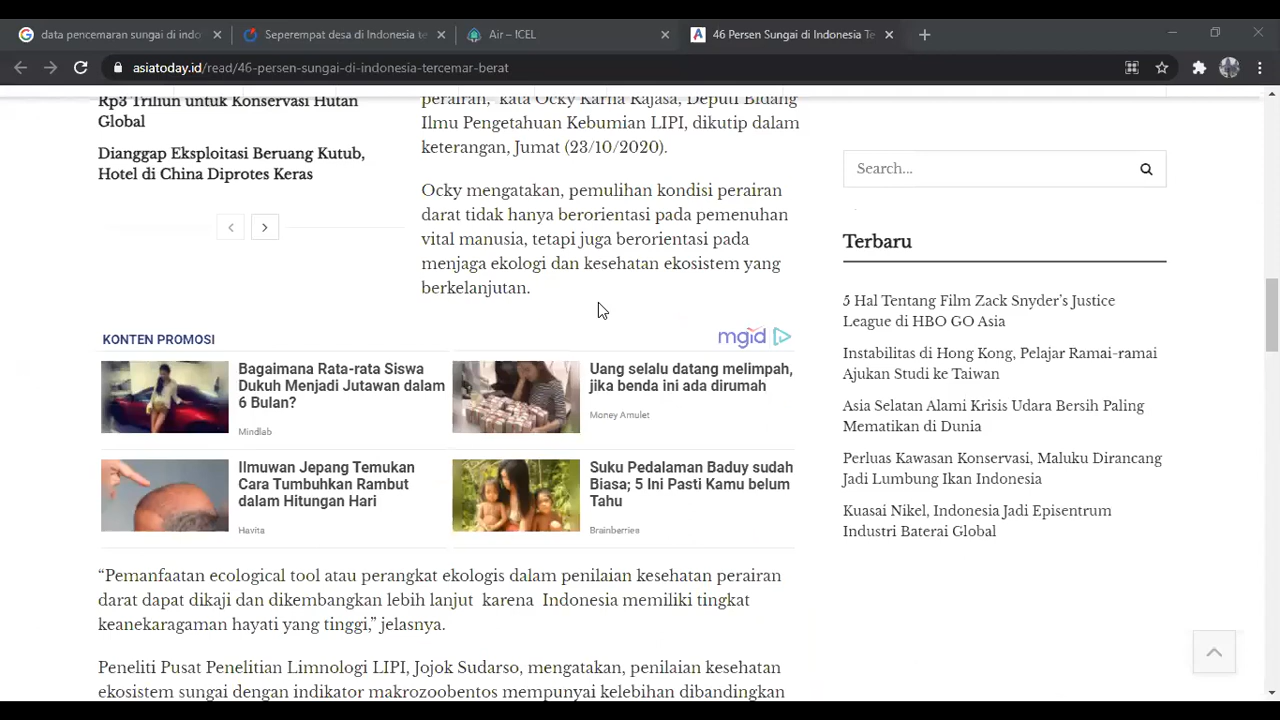 data pencemaran sungai di indo
Seperempat desa di Indonesia te
Air – ICEL
46 Persen Sungai di Indonesia Te
asiatoday.id/read/46-persen-sungai-di-indonesia-tercemar-berat
Rp3 Triliun untuk Konservasi Hutan
Global
Dianggap Eksploitasi Beruang Kutub,
Hotel di China Diprotes Keras
perairan," kata Ocky Karna Rajasa, Deputi Bidang
Ilmu Pengetahuan Kebumian LIPI, dikutip dalam
keterangan, Jumat (23/10/2020).
Ocky mengatakan, pemulihan kondisi perairan
darat tidak hanya berorientasi pada pemenuhan
vital manusia, tetapi juga berorientasi pada
menjaga ekologi dan kesehatan ekosistem yang
berkelanjutan.
KONTEN PROMOSI
mgid
Bagaimana Rata-rata Siswa
Dukuh Menjadi Jutawan dalam
6 Bulan?
Mindlab
Uang selalu datang melimpah,
jika benda ini ada dirumah
Money Amulet
Ilmuwan Jepang Temukan
Cara Tumbuhkan Rambut
dalam Hitungan Hari
Havita
Suku Pedalaman Baduy sudah
Biasa; 5 Ini Pasti Kamu belum
Tahu
Brainberries
“Pemanfaatan ecological tool atau perangkat ekologis dalam penilaian kesehatan perairan
darat dapat dikaji dan dikembangkan lebih lanjut karena Indonesia memiliki tingkat
keanekaragaman hayati yang tinggi,” jelasnya.
Peneliti Pusat Penelitian Limnologi LIPI, Jojok Sudarso, mengatakan, penilaian kesehatan
ekosistem sungai dengan indikator makrozoobentos mempunyai kelebihan dibandingkan
Search...
Terbaru
5 Hal Tentang Film Zack Snyder’s Justice
League di HBO GO Asia
Instabilitas di Hong Kong, Pelajar Ramai-ramai
Ajukan Studi ke Taiwan
Asia Selatan Alami Krisis Udara Bersih Paling
Mematikan di Dunia
Perluas Kawasan Konservasi, Maluku Dirancang
Jadi Lumbung Ikan Indonesia
Kuasai Nikel, Indonesia Jadi Episentrum
Industri Baterai Global